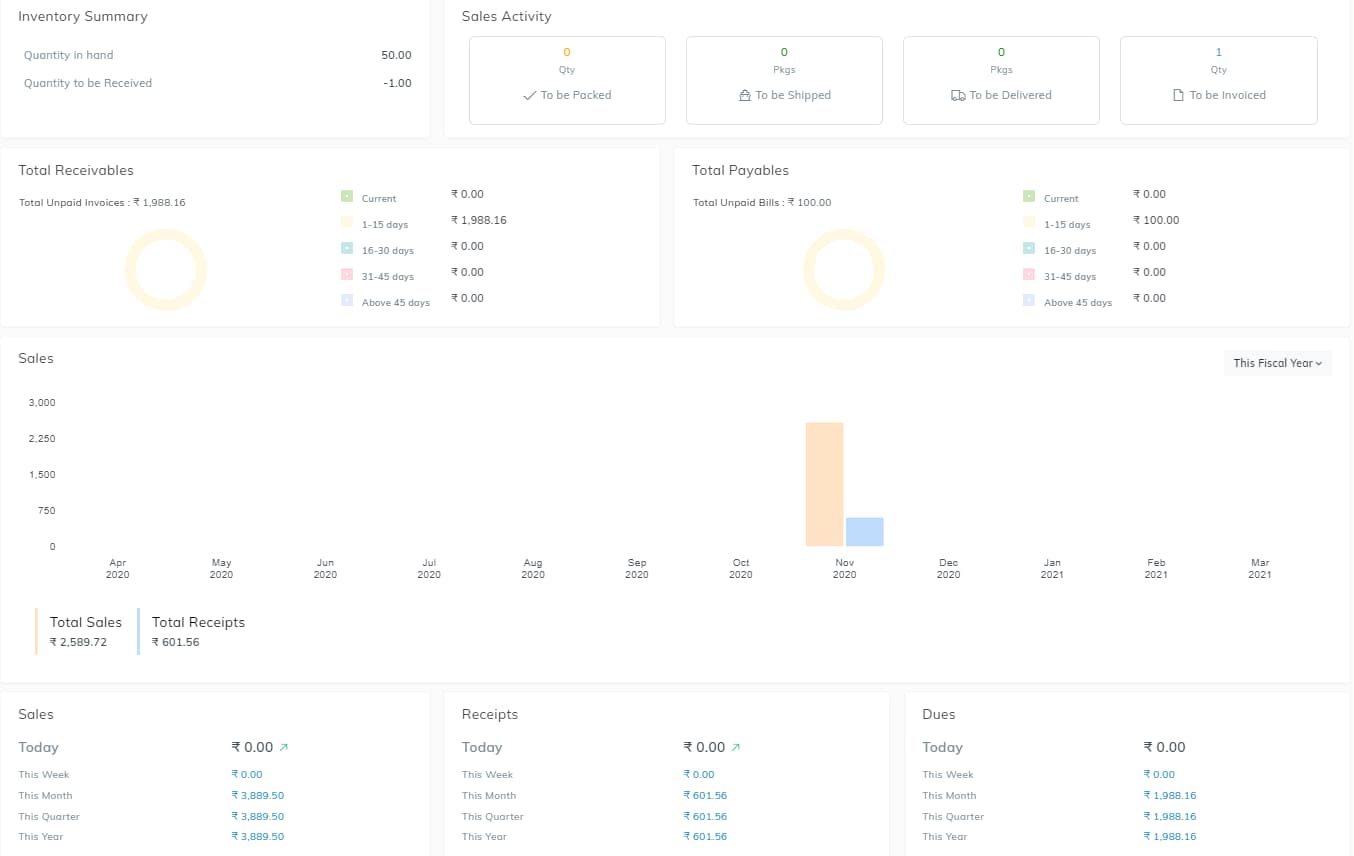 Inventory Summary
Quantity in hand 50.00
Quantity to be Received -1.00
Sales Activity
0 0 0 1
Qty Pkgs Pkgs Qty
To be Packed To be Shipped To be Delivered To be Invoiced
Total Receivables
Total Unpaid Invoices : ₹ 1,988.16
Current ₹ 0.00
1-15 days ₹ 1,988.16
16-30 days ₹ 0.00
31-45 days ₹ 0.00
Above 45 days ₹ 0.00
Total Payables
Total Unpaid Bills : ₹ 100.00
Current ₹ 0.00
1-15 days ₹ 100.00
16-30 days ₹ 0.00
31-45 days ₹ 0.00
Above 45 days ₹ 0.00
Sales
This Fiscal Year
3,000
2,250
1,500
750
0
Apr May Jun Jul Aug Sep Oct Nov Dec Jan Feb Mar
2020 2020 2020 2020 2020 2020 2020 2020 2020 2021 2021 2021
Total Sales Total Receipts
₹ 2,589.72 ₹ 601.56
Sales
Today ₹ 0.00
This Week ₹ 0.00
This Month ₹ 3,889.50
This Quarter ₹ 3,889.50
This Year ₹ 3,889.50
Receipts
Today ₹ 0.00
This Week ₹ 0.00
This Month ₹ 601.56
This Quarter ₹ 601.56
This Year ₹ 601.56
Dues
Today ₹ 0.00
This Week ₹ 0.00
This Month ₹ 1,988.16
This Quarter ₹ 1,988.16
This Year ₹ 1,988.16